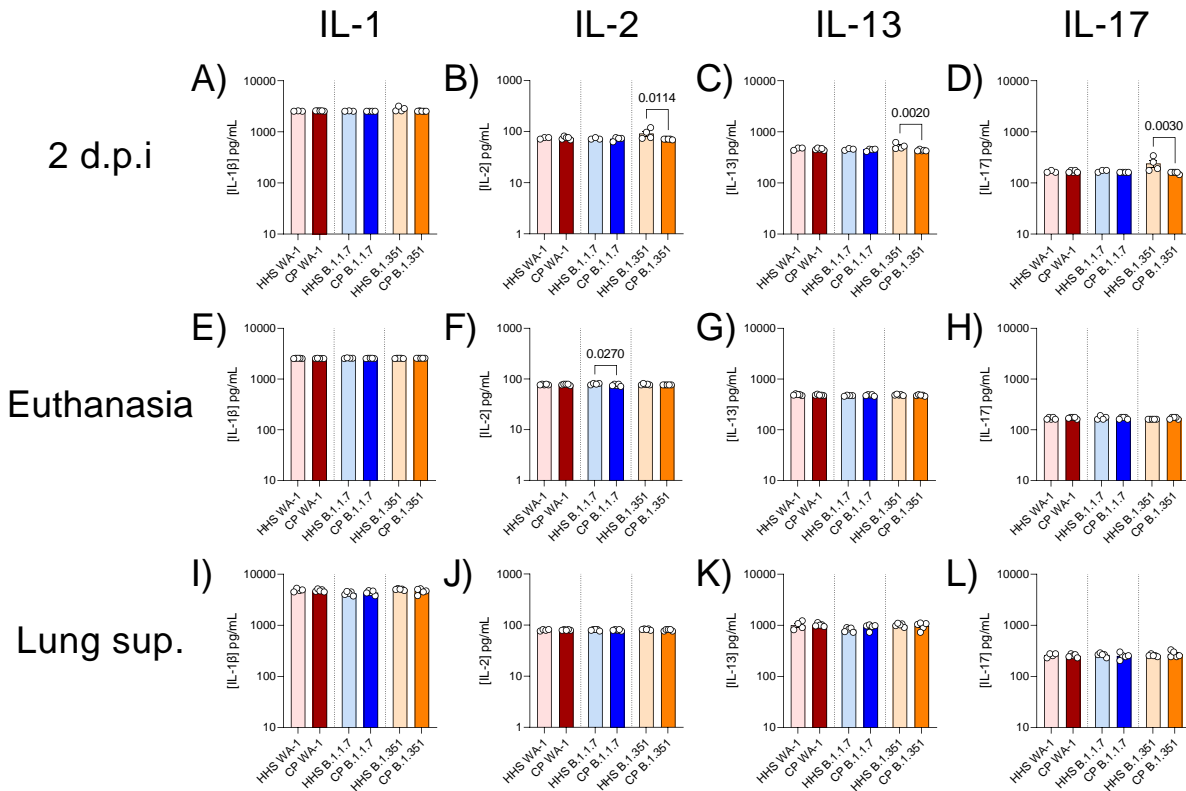 IL-1 IL-2 IL-13 IL-17
2 d.p.i
A)
[IL-1β] pg/mL
10000
1000
100
10
HHS WA-1 CP WA-1 HHS B.1.1.7 CP B.1.1.7 HHS B.1.351 CP B.1.351
B)
[IL-2] pg/mL
1000
100
10
1
0.0114
HHS WA-1 CP WA-1 HHS B.1.1.7 CP B.1.1.7 HHS B.1.351 CP B.1.351
C)
[IL-13] pg/mL
10000
1000
100
10
0.0020
HHS WA-1 CP WA-1 HHS B.1.1.7 CP B.1.1.7 HHS B.1.351 CP B.1.351
D)
[IL-17] pg/mL
10000
1000
100
10
0.0030
HHS WA-1 CP WA-1 HHS B.1.1.7 CP B.1.1.7 HHS B.1.351 CP B.1.351
Euthanasia
E)
[IL-1β] pg/mL
10000
1000
100
10
HHS WA-1 CP WA-1 HHS B.1.1.7 CP B.1.1.7 HHS B.1.351 CP B.1.351
F)
[IL-2] pg/mL
1000
100
10
1
0.0270
HHS WA-1 CP WA-1 HHS B.1.1.7 CP B.1.1.7 HHS B.1.351 CP B.1.351
G)
[IL-13] pg/mL
10000
1000
100
10
HHS WA-1 CP WA-1 HHS B.1.1.7 CP B.1.1.7 HHS B.1.351 CP B.1.351
H)
[IL-17] pg/mL
10000
1000
100
10
HHS WA-1 CP WA-1 HHS B.1.1.7 CP B.1.1.7 HHS B.1.351 CP B.1.351
Lung sup.
I)
[IL-1β] pg/mL
10000
1000
100
10
HHS WA-1 CP WA-1 HHS B.1.1.7 CP B.1.1.7 HHS B.1.351 CP B.1.351
J)
[IL-2] pg/mL
1000
100
10
1
HHS WA-1 CP WA-1 HHS B.1.1.7 CP B.1.1.7 HHS B.1.351 CP B.1.351
K)
[IL-13] pg/mL
10000
1000
100
10
HHS WA-1 CP WA-1 HHS B.1.1.7 CP B.1.1.7 HHS B.1.351 CP B.1.351
L)
[IL-17] pg/mL
10000
1000
100
10
HHS WA-1 CP WA-1 HHS B.1.1.7 CP B.1.1.7 HHS B.1.351 CP B.1.351